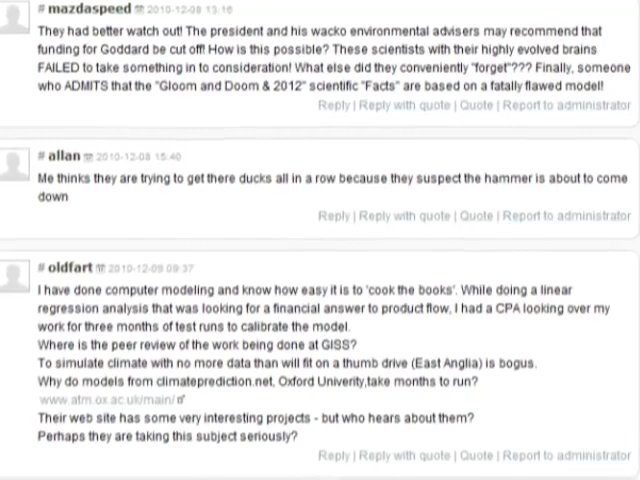 # mazdaspeed 2010-12-08 13:16
They had better watch out! The president and his wacko environmental advisers may recommend that
funding for Goddard be cut off! How is this possible? These scientists with their highly evolved brains
FAILED to take something in to consideration! What else did they conveniently "forget"??? Finally, someone
who ADMITS that the "Gloom and Doom & 2012" scientific "Facts" are based on a fatally flawed model!
Reply | Reply with quote | Quote | Report to administrator
# allan 2010-12-08 15:40
Me thinks they are trying to get there ducks all in a row because they suspect the hammer is about to come
down
Reply | Reply with quote | Quote | Report to administrator
# oldfart 2010-12-09 09:37
I have done computer modeling and know how easy it is to 'cook the books'. While doing a linear
regression analysis that was looking for a financial answer to product flow, I had a CPA looking over my
work for three months of test runs to calibrate the model.
Where is the peer review of the work being done at GISS?
To simulate climate with no more data than will fit on a thumb drive (East Anglia) is bogus.
Why do models from climateprediction.net, Oxford Univerity,take months to run?
www.atm.ox.ac.uk/main/
Their web site has some very interesting projects - but who hears about them?
Perhaps they are taking this subject seriously?
Reply | Reply with quote | Quote | Report to administrator